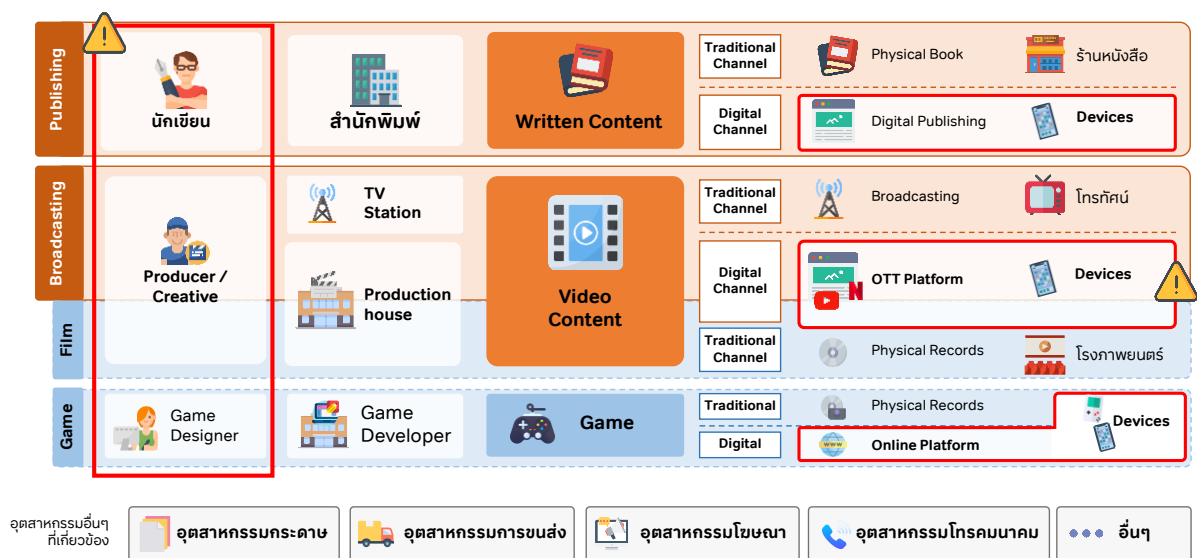 Publishing
นักเขียน
สำนักพิมพ์
Written Content
Traditional
Channel
Physical Book
ร้านหนังสือ
Digital
Channel
Digital Publishing
Devices
Broadcasting
Film
Producer /
Creative
TV
Station
Production
house
Video
Content
Traditional
Channel
Broadcasting
โทรทัศน์
Digital
Channel
OTT Platform
N
Devices
Traditional
Channel
Physical Records
โรงภาพยนตร์
Game
Game
Designer
Game
Developer
Game
Traditional
Physical Records
Devices
Digital
www
Online Platform
อุตสาหกรรมอื่นๆ
ที่เกี่ยวข้อง
อุตสาหกรรมกระดาษ
อุตสาหกรรมการขนส่ง
อุตสาหกรรมโฆษณา
อุตสาหกรรมโทรคมนาคม
อื่นๆ